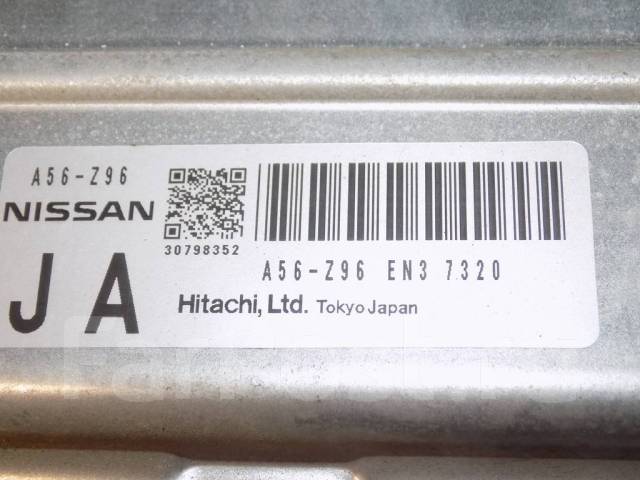 A56-Z96
NISSAN
30798352
A56-Z96 EN3 7320
JA
Hitachi, Ltd. Tokyo Japan